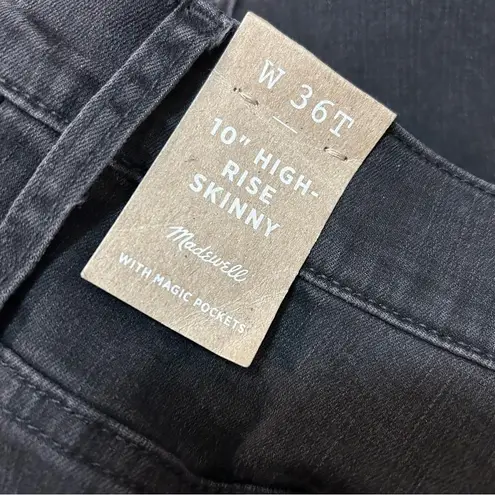 W 36T
10" HIGH-
RISE
SKINNY
Madewell
WITH MAGIC POCKETS